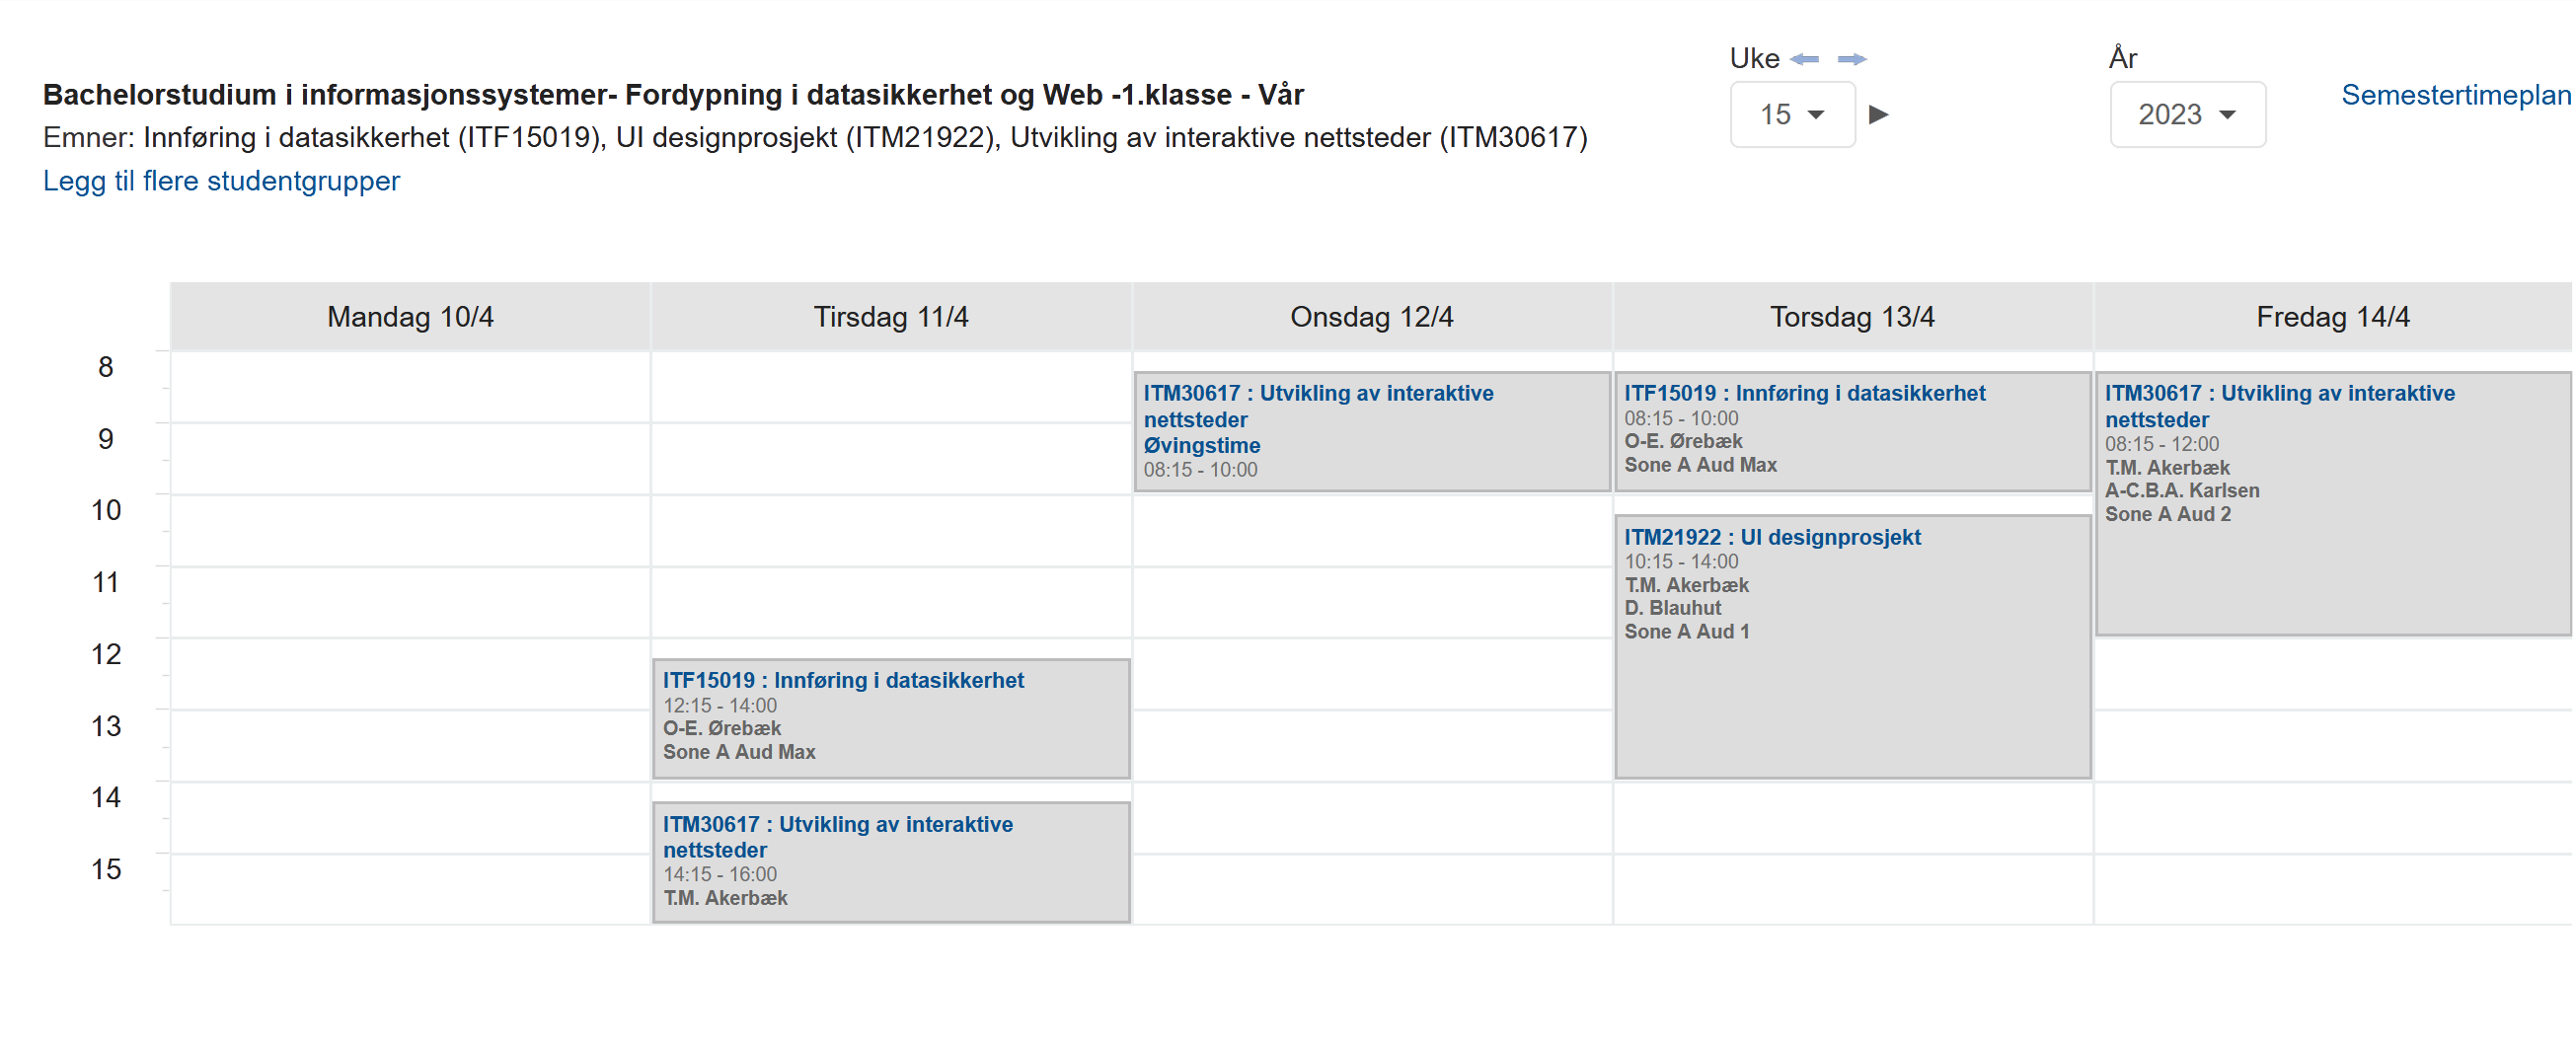 Uke
År
Bachelorstudium i informasjonssystemer- Fordypning i datasikkerhet og Web -1.klasse - Vår
15
2023
Semestertimeplan
Emner: Innføring i datasikkerhet (ITF15019), UI designprosjekt (ITM21922), Utvikling av interaktive nettsteder (ITM30617)
Legg til flere studentgrupper
Mandag 10/4
Tirsdag 11/4
Onsdag 12/4
Torsdag 13/4
Fredag 14/4
8
9
10
11
12
13
14
15
ITF15019 : Innføring i datasikkerhet
12:15 - 14:00
O-E. Ørebæk
Sone A Aud Max
ITM30617 : Utvikling av interaktive
nettsteder
14:15 - 16:00
T.M. Akerbæk
ITM30617 : Utvikling av interaktive
nettsteder
Øvingstime
08:15 - 10:00
ITF15019 : Innføring i datasikkerhet
08:15 - 10:00
O-E. Ørebæk
Sone A Aud Max
ITM21922 : UI designprosjekt
10:15 - 14:00
T.M. Akerbæk
D. Blauhut
Sone A Aud 1
ITM30617 : Utvikling av interaktive
nettsteder
08:15 - 12:00
T.M. Akerbæk
A-C.B.A. Karlsen
Sone A Aud 2